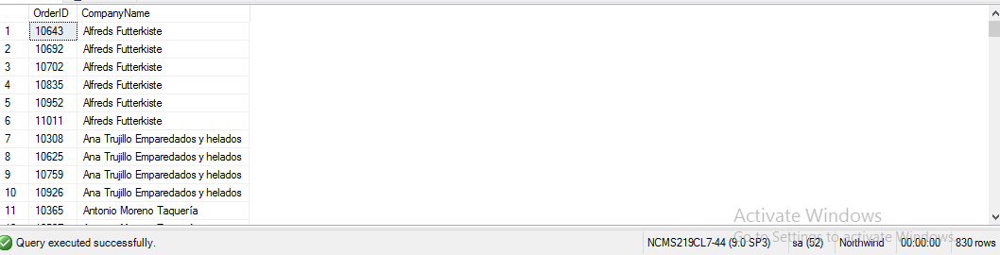 OrderID CompanyName
1 10643 Alfreds Futterkiste
2 10692 Alfreds Futterkiste
3 10702 Alfreds Futterkiste
4 10835 Alfreds Futterkiste
5 10952 Alfreds Futterkiste
6 11011 Alfreds Futterkiste
7 10308 Ana Trujillo Emparedados y helados
8 10625 Ana Trujillo Emparedados y helados
9 10759 Ana Trujillo Emparedados y helados
10 10926 Ana Trujillo Emparedados y helados
11 10365 Antonio Moreno Taquería
Activate Windows
Go to Settings to activate Windows.
Query executed successfully. NCMS219CL7-44 (9.0 SP3) sa (52) Northwind 00:00:00 830 rows